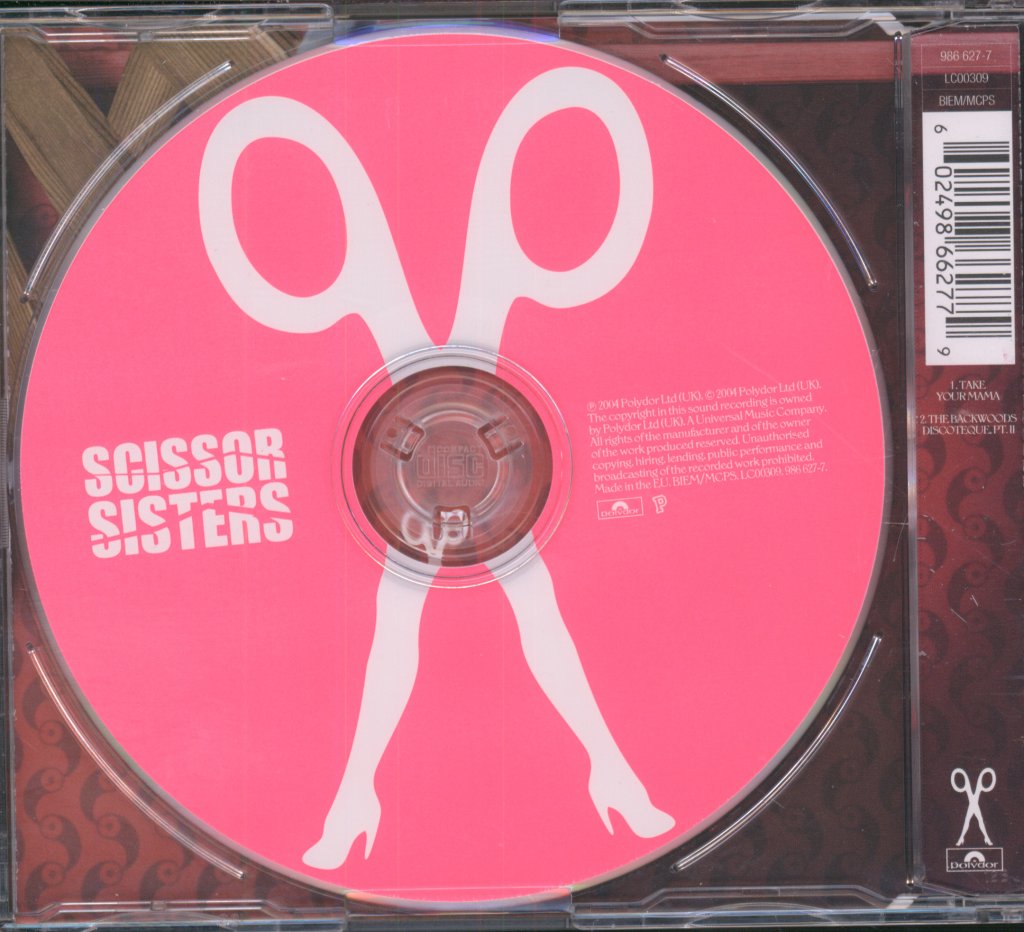 SCISSOR
SISTERS
℗ 2004 Polydor Ltd (UK). © 2004 Polydor Ltd (UK).
The copyright in this sound recording is owned
by Polydor Ltd (UK). A Universal Music Company.
All rights of the manufacturer and of the owner
of the work produced reserved. Unauthorised
copying, hiring, lending, public performance and
broadcasting of the recorded work prohibited.
Made in the E.U. BIEM/MCPS. LC00309. 986 627-7.
Polydor P
COMPACT
disc
DIGITAL AUDIO
986 627-7
LC00309
BIEM/MCPS
6 02498 66277 9
1. TAKE
YOUR MAMA
2. THE BACKWOODS
DISCOTEQUE, PT. II
Polydor